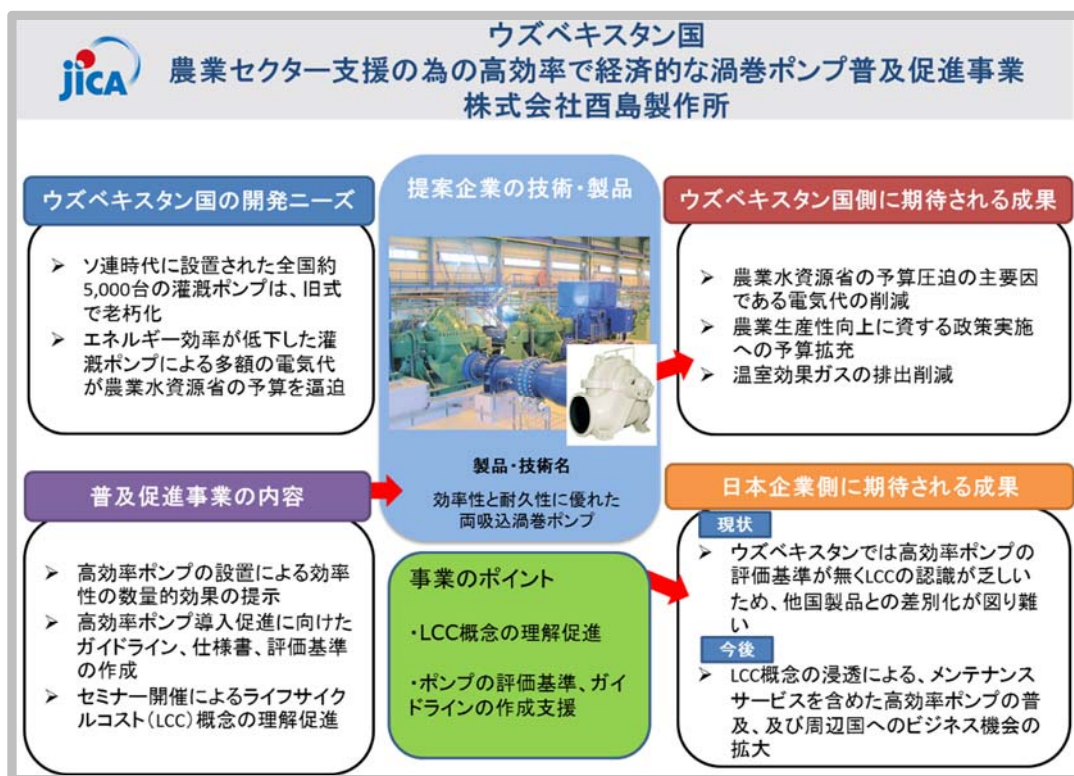 jica
ウズベキスタン国
農業セクター支援の為の高効率で経済的な渦巻ポンプ普及促進事業
株式会社酉島製作所
ウズベキスタン国の開発ニーズ
➢ ソ連時代に設置された全国約
5,000台の灌漑ポンプは、旧式
で老朽化
➢ エネルギー効率が低下した灌
漑ポンプによる多額の電気代
が農業水資源省の予算を逼迫
普及促進事業の内容
➢ 高効率ポンプの設置による効率
性の数量的効果の提示
➢ 高効率ポンプ導入促進に向けた
ガイドライン、仕様書、評価基準
の作成
➢ セミナー開催によるライフサイク
ルコスト(LCC)概念の理解促進
提案企業の技術・製品
製品・技術名
効率性と耐久性に優れた
両吸込渦巻ポンプ
事業のポイント
・LCC概念の理解促進
・ポンプの評価基準、ガイ
ドラインの作成支援
ウズベキスタン国側に期待される成果
➢ 農業水資源省の予算圧迫の主要因
である電気代の削減
➢ 農業生産性向上に資する政策実施
への予算拡充
➢ 温室効果ガスの排出削減
日本企業側に期待される成果
現状
➢ ウズベキスタンでは高効率ポンプの
評価基準が無くLCCの認識が乏しい
ため、他国製品との差別化が図り難
い
今後
➢ LCC概念の浸透による、メンテナンス
サービスを含めた高効率ポンプの普
及、及び周辺国へのビジネス機会の
拡大